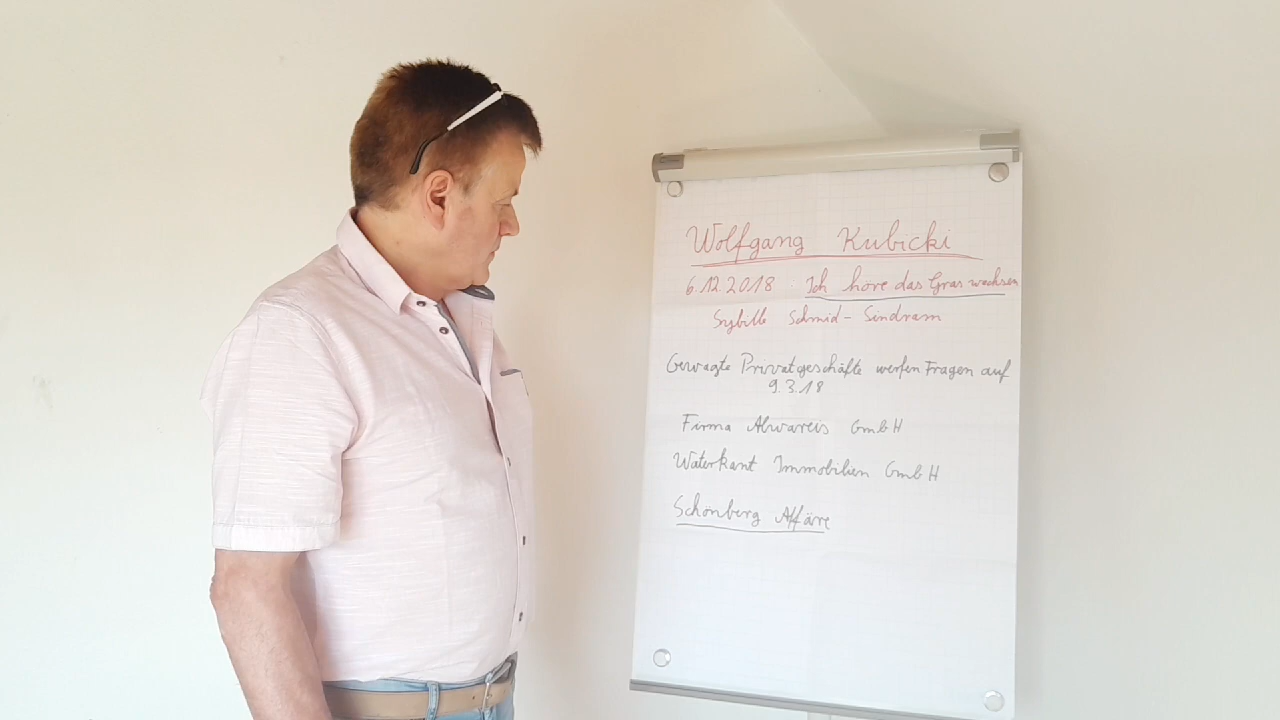 Wolfgang Kubicki
6.12.2018 : Ich höre das Gras wachsen
Sybille Schmid-Sindram
Gewagte Privatgeschäfte werfen Fragen auf
9.3.18
Firma Alwareis GmbH
Waterkant Immobilien GmbH
Schönberg Affäre